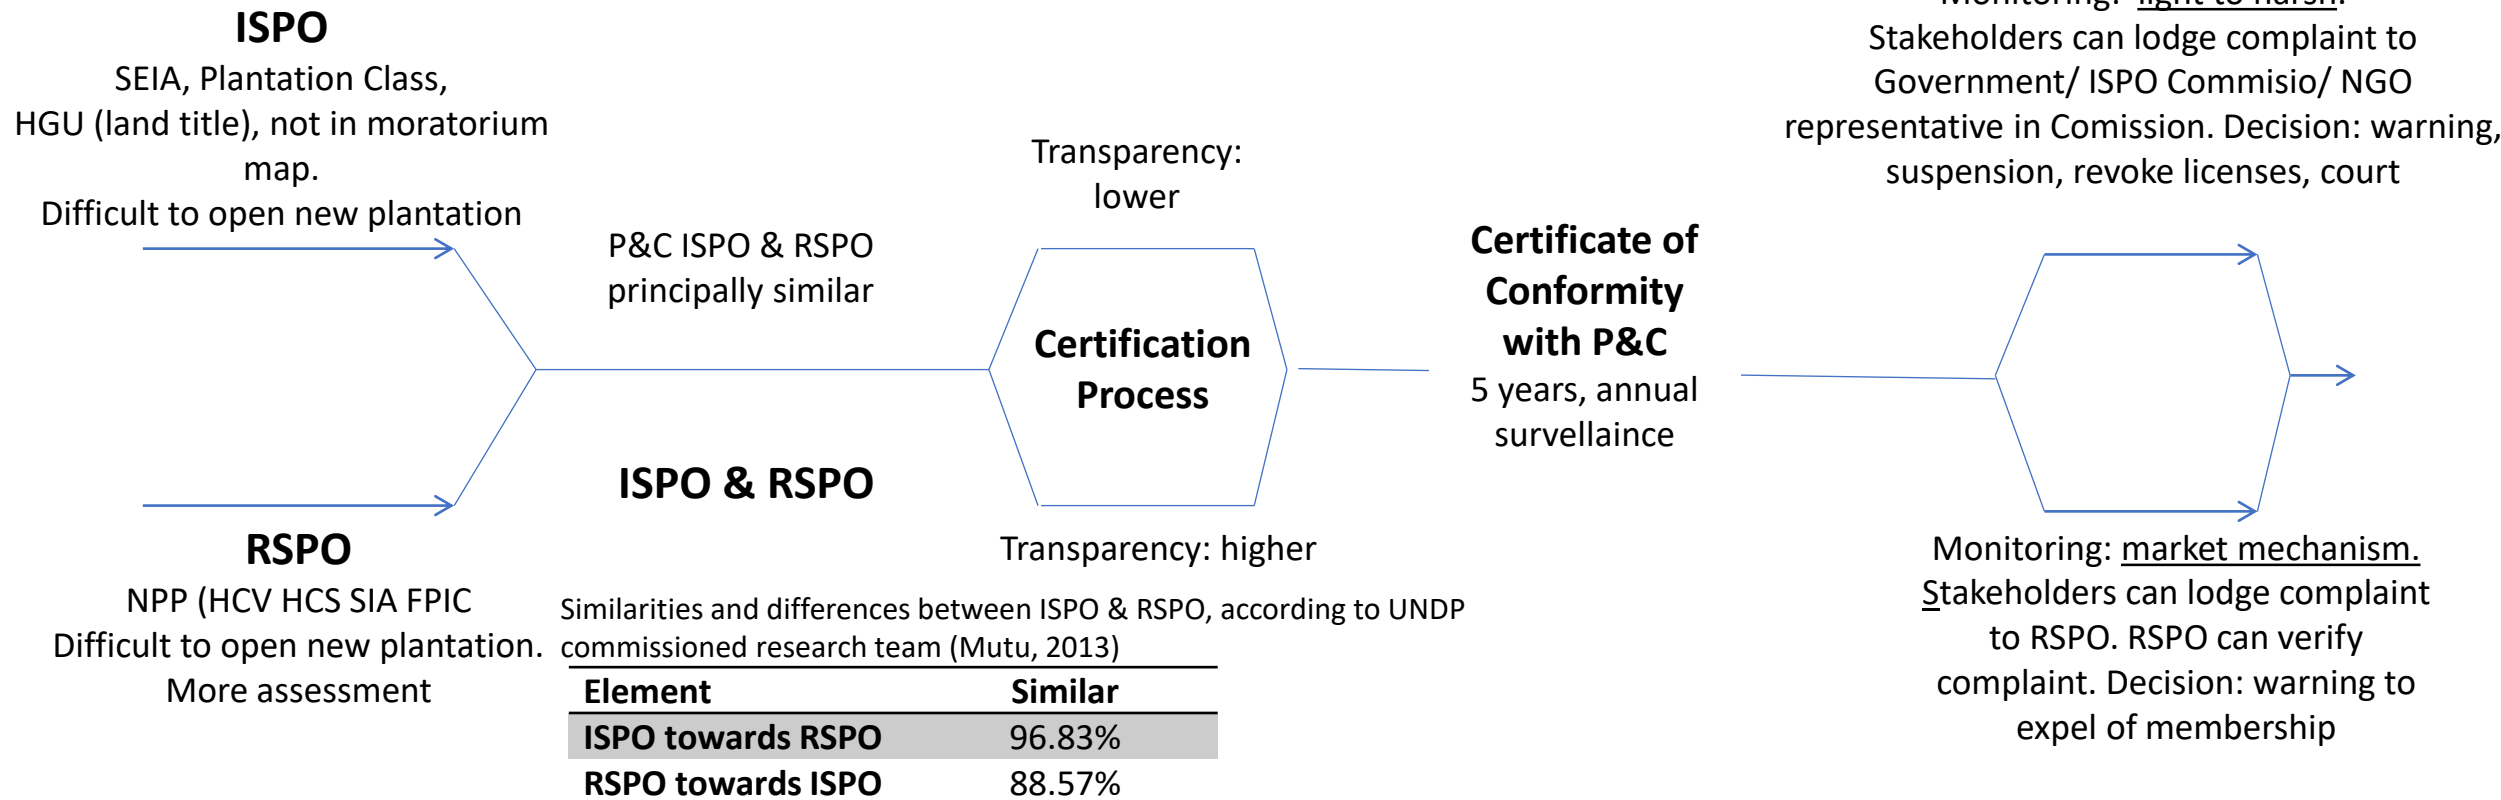 ISPO
SEIA, Plantation Class,
HGU (land title), not in moratorium
map.
Difficult to open new plantation
P&C ISPO & RSPO
principally similar
ISPO & RSPO
RSPO
NPP (HCV HCS SIA FPIC
Difficult to open new plantation.
More assessment
Transparency:
lower
Certification
Process
Transparency: higher
Similarities and differences between ISPO & RSPO, according to UNDP
commissioned research team (Mutu, 2013)
Element Similar
ISPO towards RSPO 96.83%
RSPO towards ISPO 88.57%
Certificate of
Conformity
with P&C
5 years, annual
survellaince
Monitoring: light to harsh.
Stakeholders can lodge complaint to
Government/ ISPO Commisio/ NGO
representative in Comission. Decision: warning,
suspension, revoke licenses, court
Monitoring: market mechanism.
Stakeholders can lodge complaint
to RSPO. RSPO can verify
complaint. Decision: warning to
expel of membership